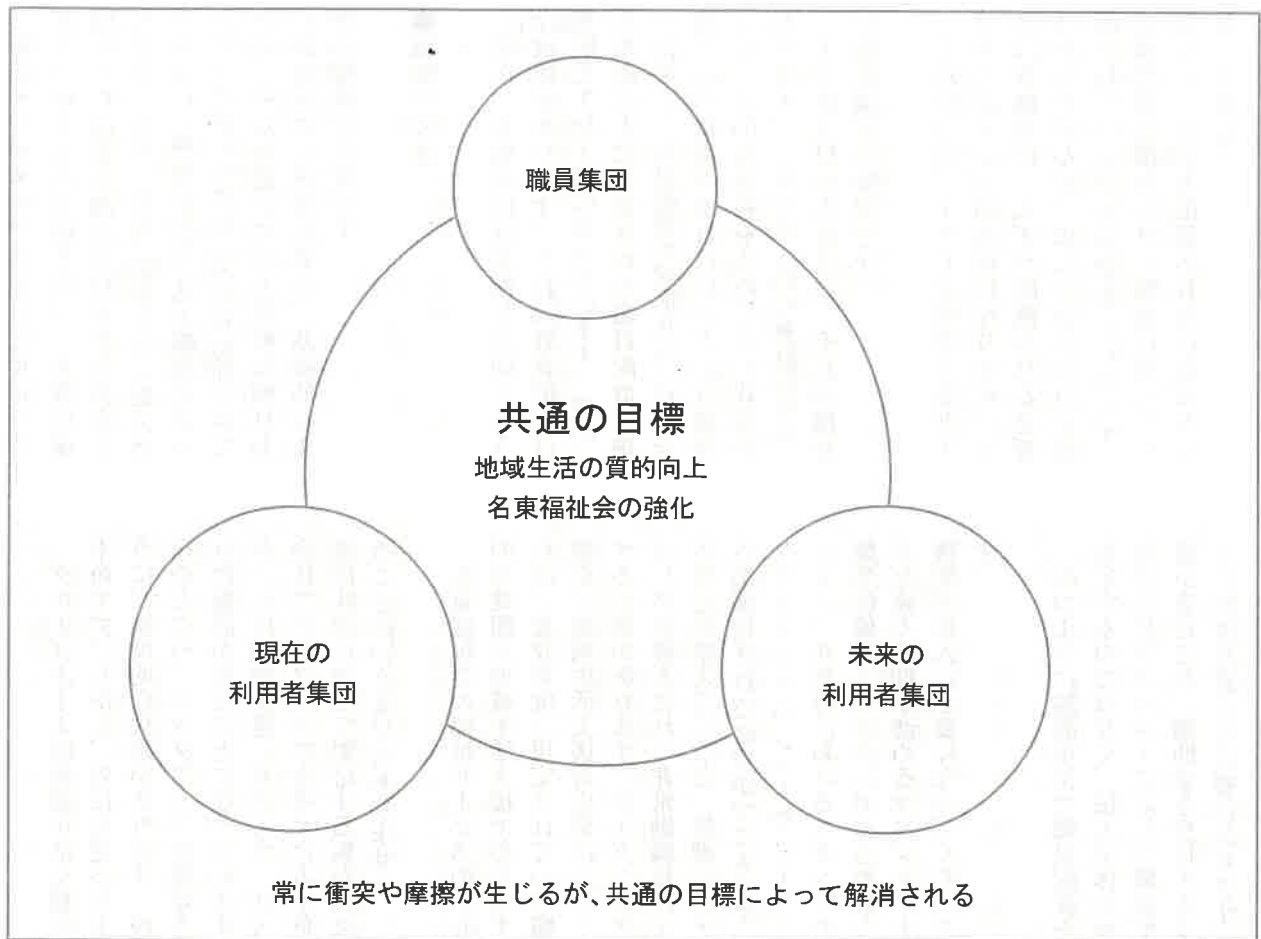 職員集団
共通の目標
地域生活の質的向上
名東福祉会の強化
現在の
利用者集団
未来の
利用者集団
常に衝突や摩擦が生じるが、共通の目標によって解消される